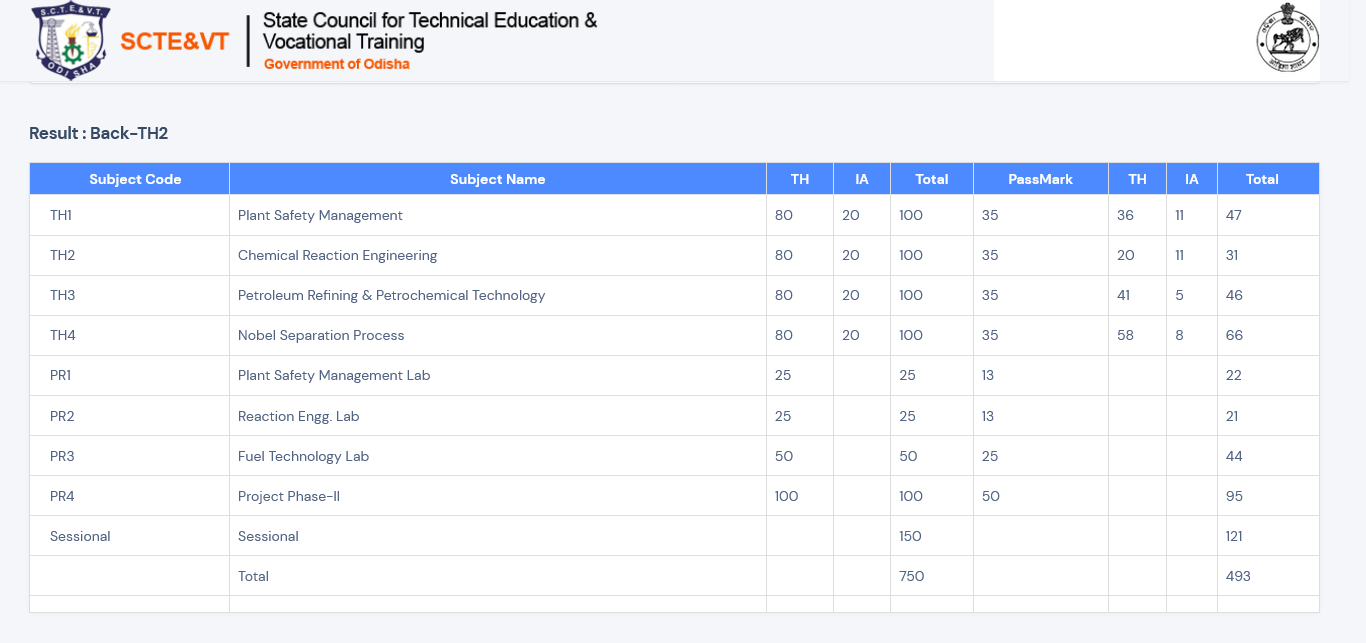 S.C.T.E.&V.T.
ODISHA
SCTE&VT
State Council for Technical Education &
Vocational Training
Government of Odisha
Result : Back-TH2
Subject Code Subject Name TH IA Total PassMark TH IA Total
TH1 Plant Safety Management 80 20 100 35 36 11 47
TH2 Chemical Reaction Engineering 80 20 100 35 20 11 31
TH3 Petroleum Refining & Petrochemical Technology 80 20 100 35 41 5 46
TH4 Nobel Separation Process 80 20 100 35 58 8 66
PR1 Plant Safety Management Lab 25 25 13 22
PR2 Reaction Engg. Lab 25 25 13 21
PR3 Fuel Technology Lab 50 50 25 44
PR4 Project Phase-II 100 100 50 95
Sessional Sessional 150 121
Total 750 493